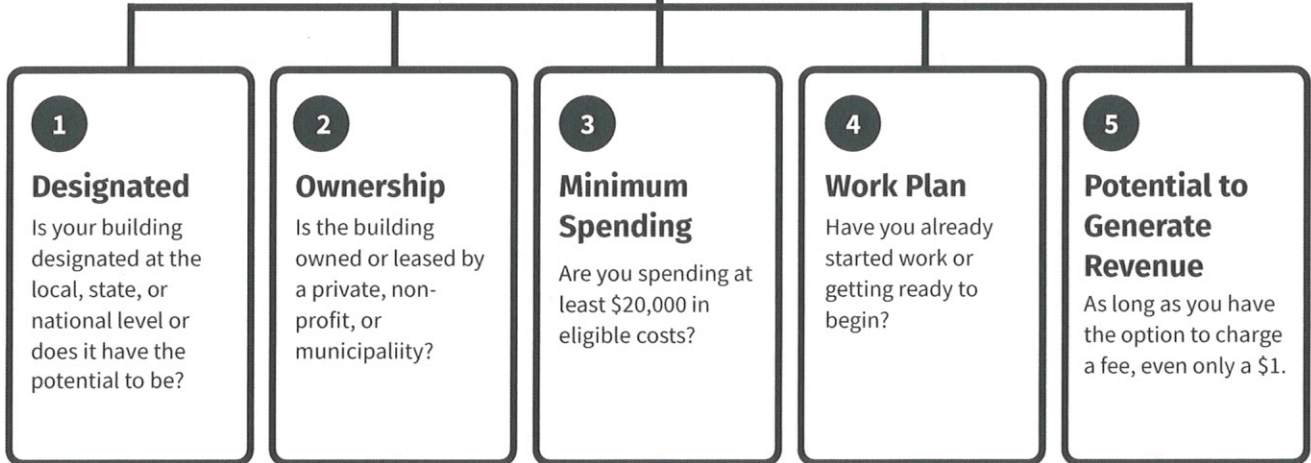 1
Designated
Is your building
designated at the
local, state, or
national level or
does it have the
potential to be?
2
Ownership
Is the building
owned or leased by
a private, non-
profit, or
municipaliity?
3
Minimum
Spending
Are you spending at
least $20,000 in
eligible costs?
4
Work Plan
Have you already
started work or
getting ready to
begin?
5
Potential to
Generate
Revenue
As long as you have
the option to charge
a fee, even only a $1.